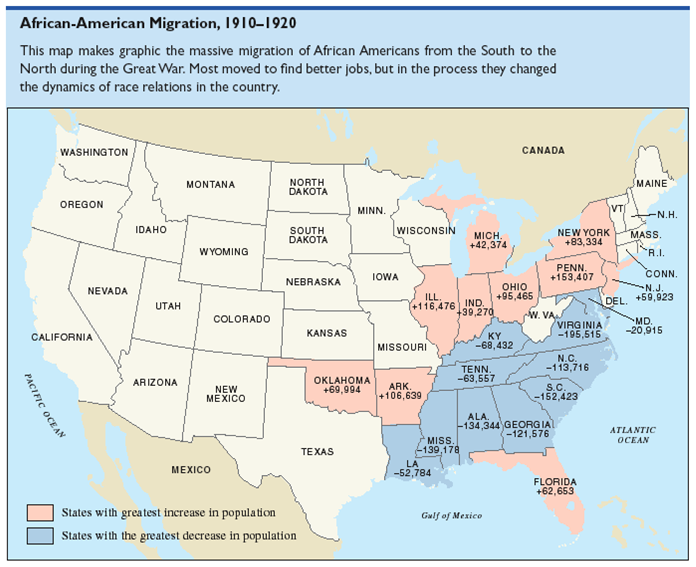 African-American Migration, 1910–1920
This map makes graphic the massive migration of African Americans from the South to the
North during the Great War. Most moved to find better jobs, but in the process they changed
the dynamics of race relations in the country.
CANADA
WASHINGTON
MONTANA
NORTH
DAKOTA
MINN.
MAINE
OREGON
IDAHO
VT.
N.H.
WYOMING
SOUTH
DAKOTA
WISCONSIN
MICH.
+42,374
NEW YORK
+83,334
MASS.
R.I.
CONN.
NEVADA
UTAH
NEBRASKA
IOWA
ILL.
+116,476
IND.
+39,270
OHIO
+95,465
PENN.
+153,407
N.J.
+59,923
DEL.
MD.
-20,915
CALIFORNIA
COLORADO
KANSAS
MISSOURI
KY
-68,432
W. VA.
VIRGINIA
-195,515
ARIZONA
NEW
MEXICO
OKLAHOMA
+69,994
ARK.
+106,639
TENN.
-63,557
N.C.
-113,716
S.C.
-152,423
TEXAS
LA
-52,784
MISS.
-139,178
ALA.
-134,344
GEORGIA
-121,576
FLORIDA
+62,653
PACIFIC OCEAN
ATLANTIC
OCEAN
MEXICO
Gulf of Mexico
States with greatest increase in population
States with the greatest decrease in population